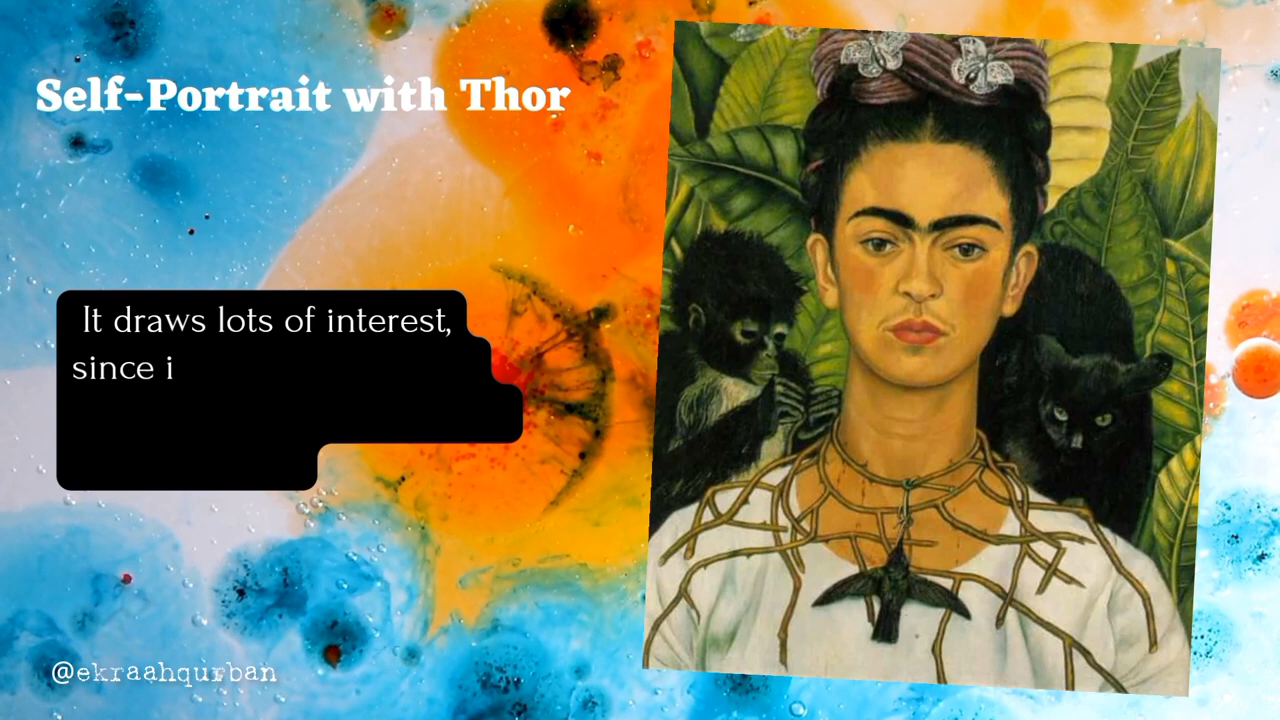 Self-Portrait with Thor
It draws lots of interest,
since i
@ekraahqurban